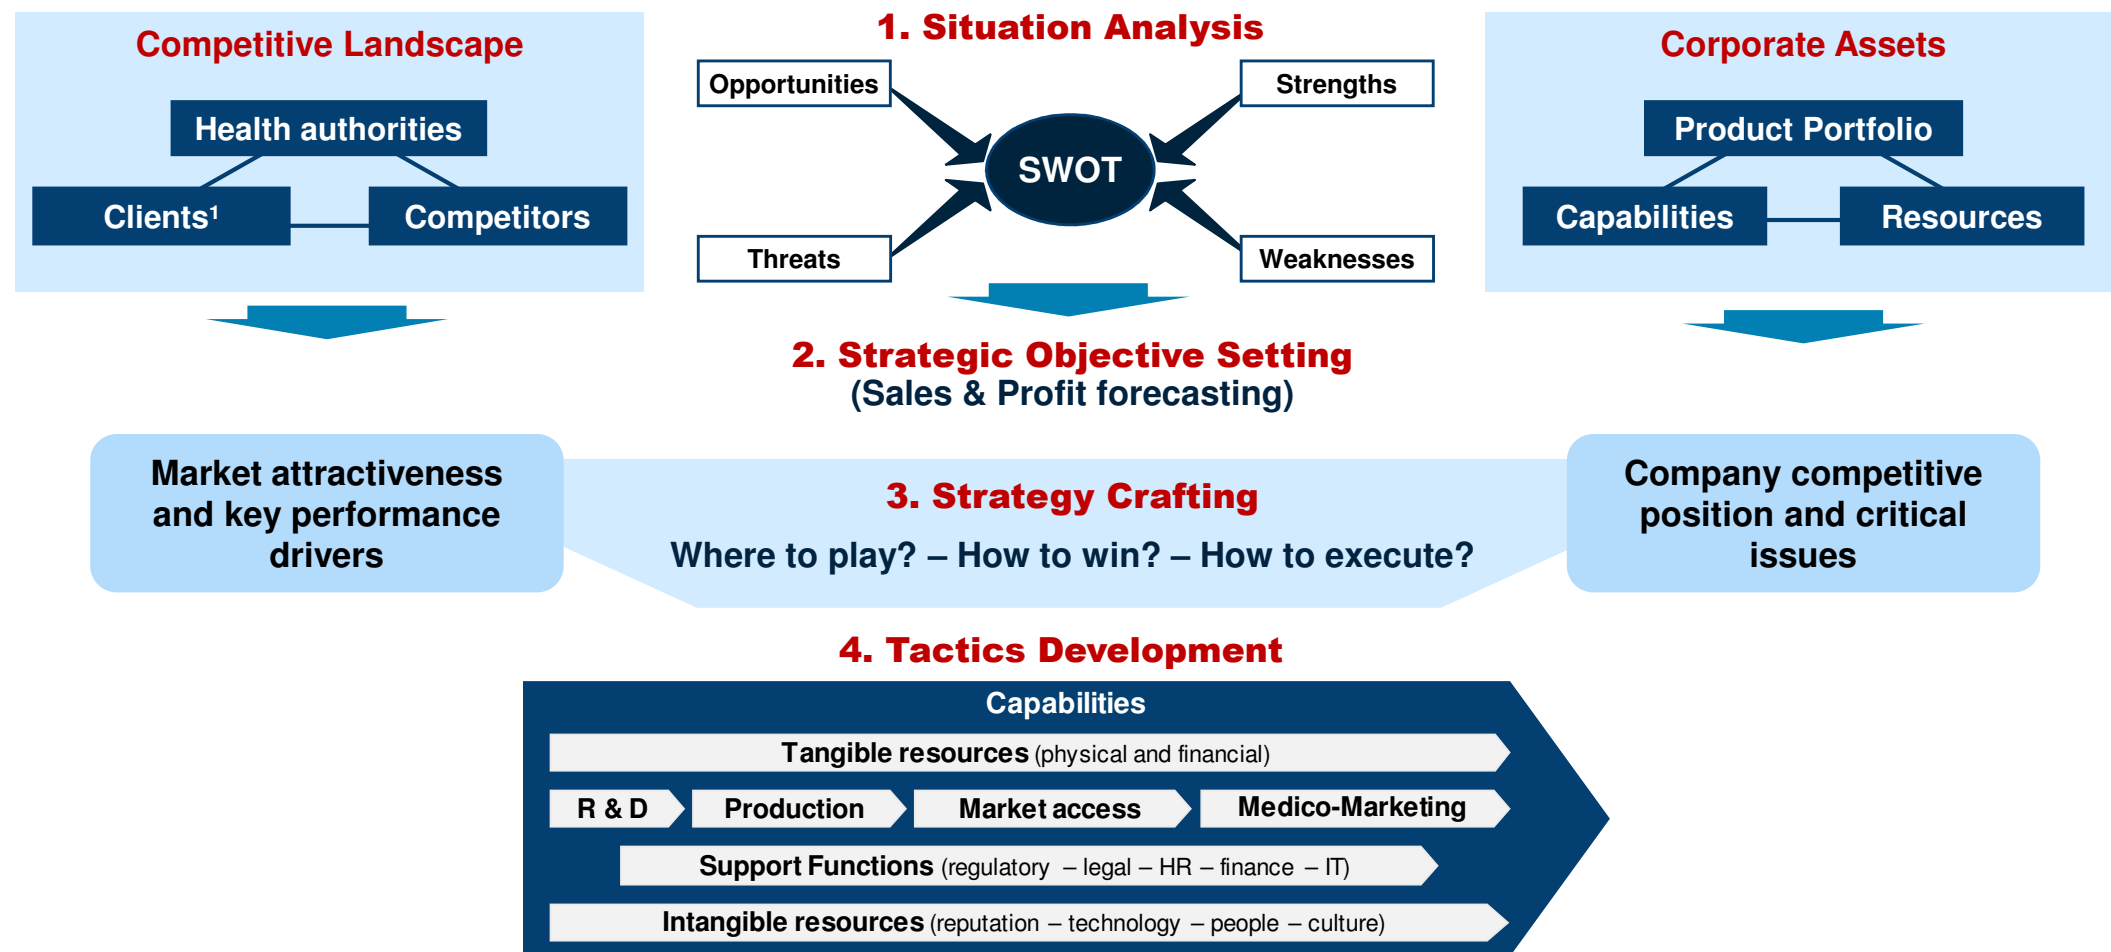 Competitive Landscape
Health authorities
Clients¹
Competitors
1. Situation Analysis
Opportunities
Strengths
SWOT
Threats
Weaknesses
Corporate Assets
Product Portfolio
Capabilities
Resources
2. Strategic Objective Setting
(Sales & Profit forecasting)
Market attractiveness
and key performance
drivers
3. Strategy Crafting
Where to play? – How to win? – How to execute?
Company competitive
position and critical
issues
4. Tactics Development
Capabilities
Tangible resources (physical and financial)
R & D
Production
Market access
Medico-Marketing
Support Functions (regulatory – legal – HR – finance – IT)
Intangible resources (reputation – technology – people – culture)